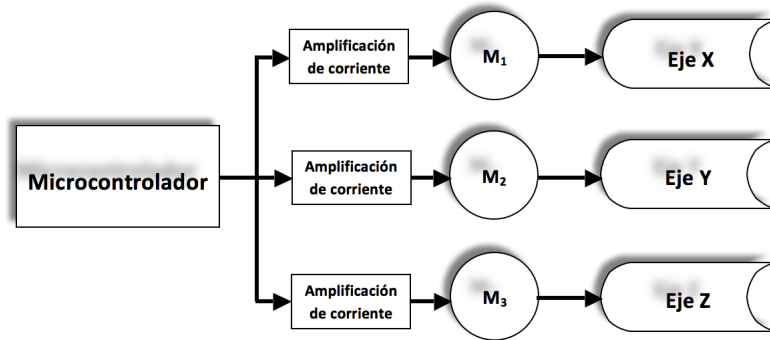 Amplificación
de corriente
M₁
Eje X
Microcontrolador
Amplificación
de corriente
M₂
Eje Y
Amplificación
de corriente
M₃
Eje Z